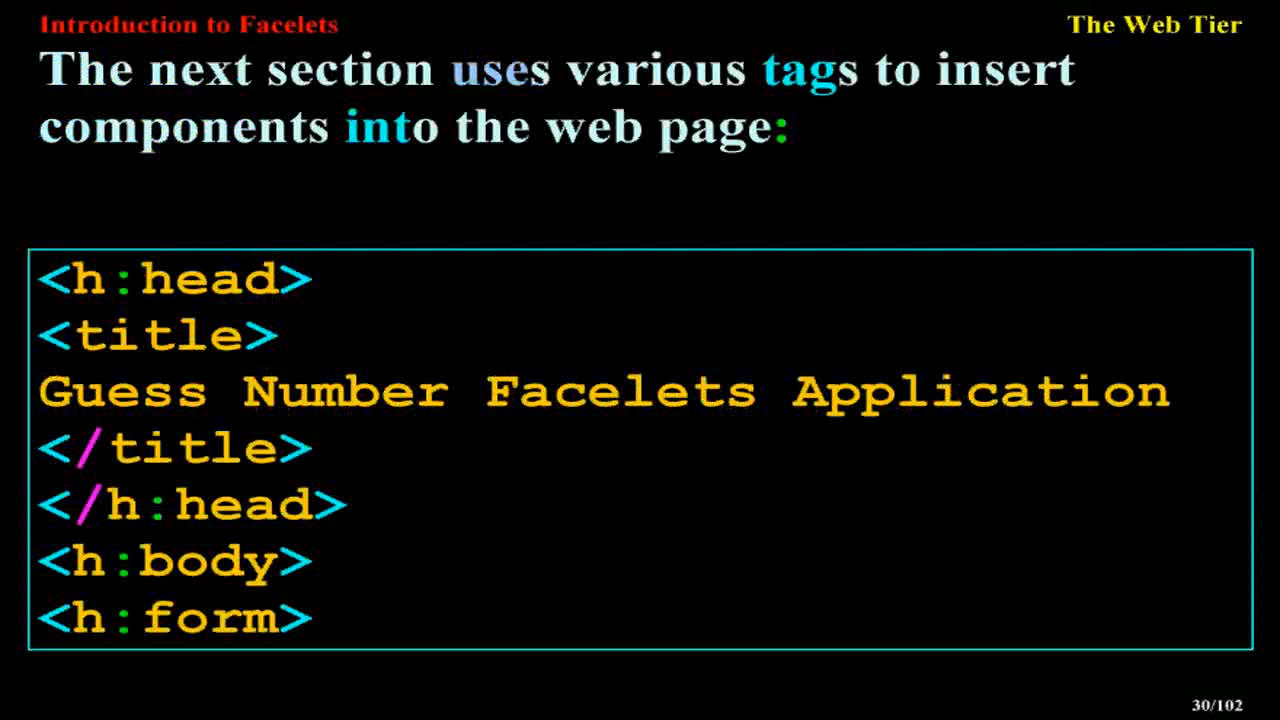 Introduction to Facelets
The Web Tier
The next section uses various tags to insert
components into the web page:
<h:head>
<title>
Guess Number Facelets Application
</title>
</h:head>
<h:body>
<h:form>
30/102